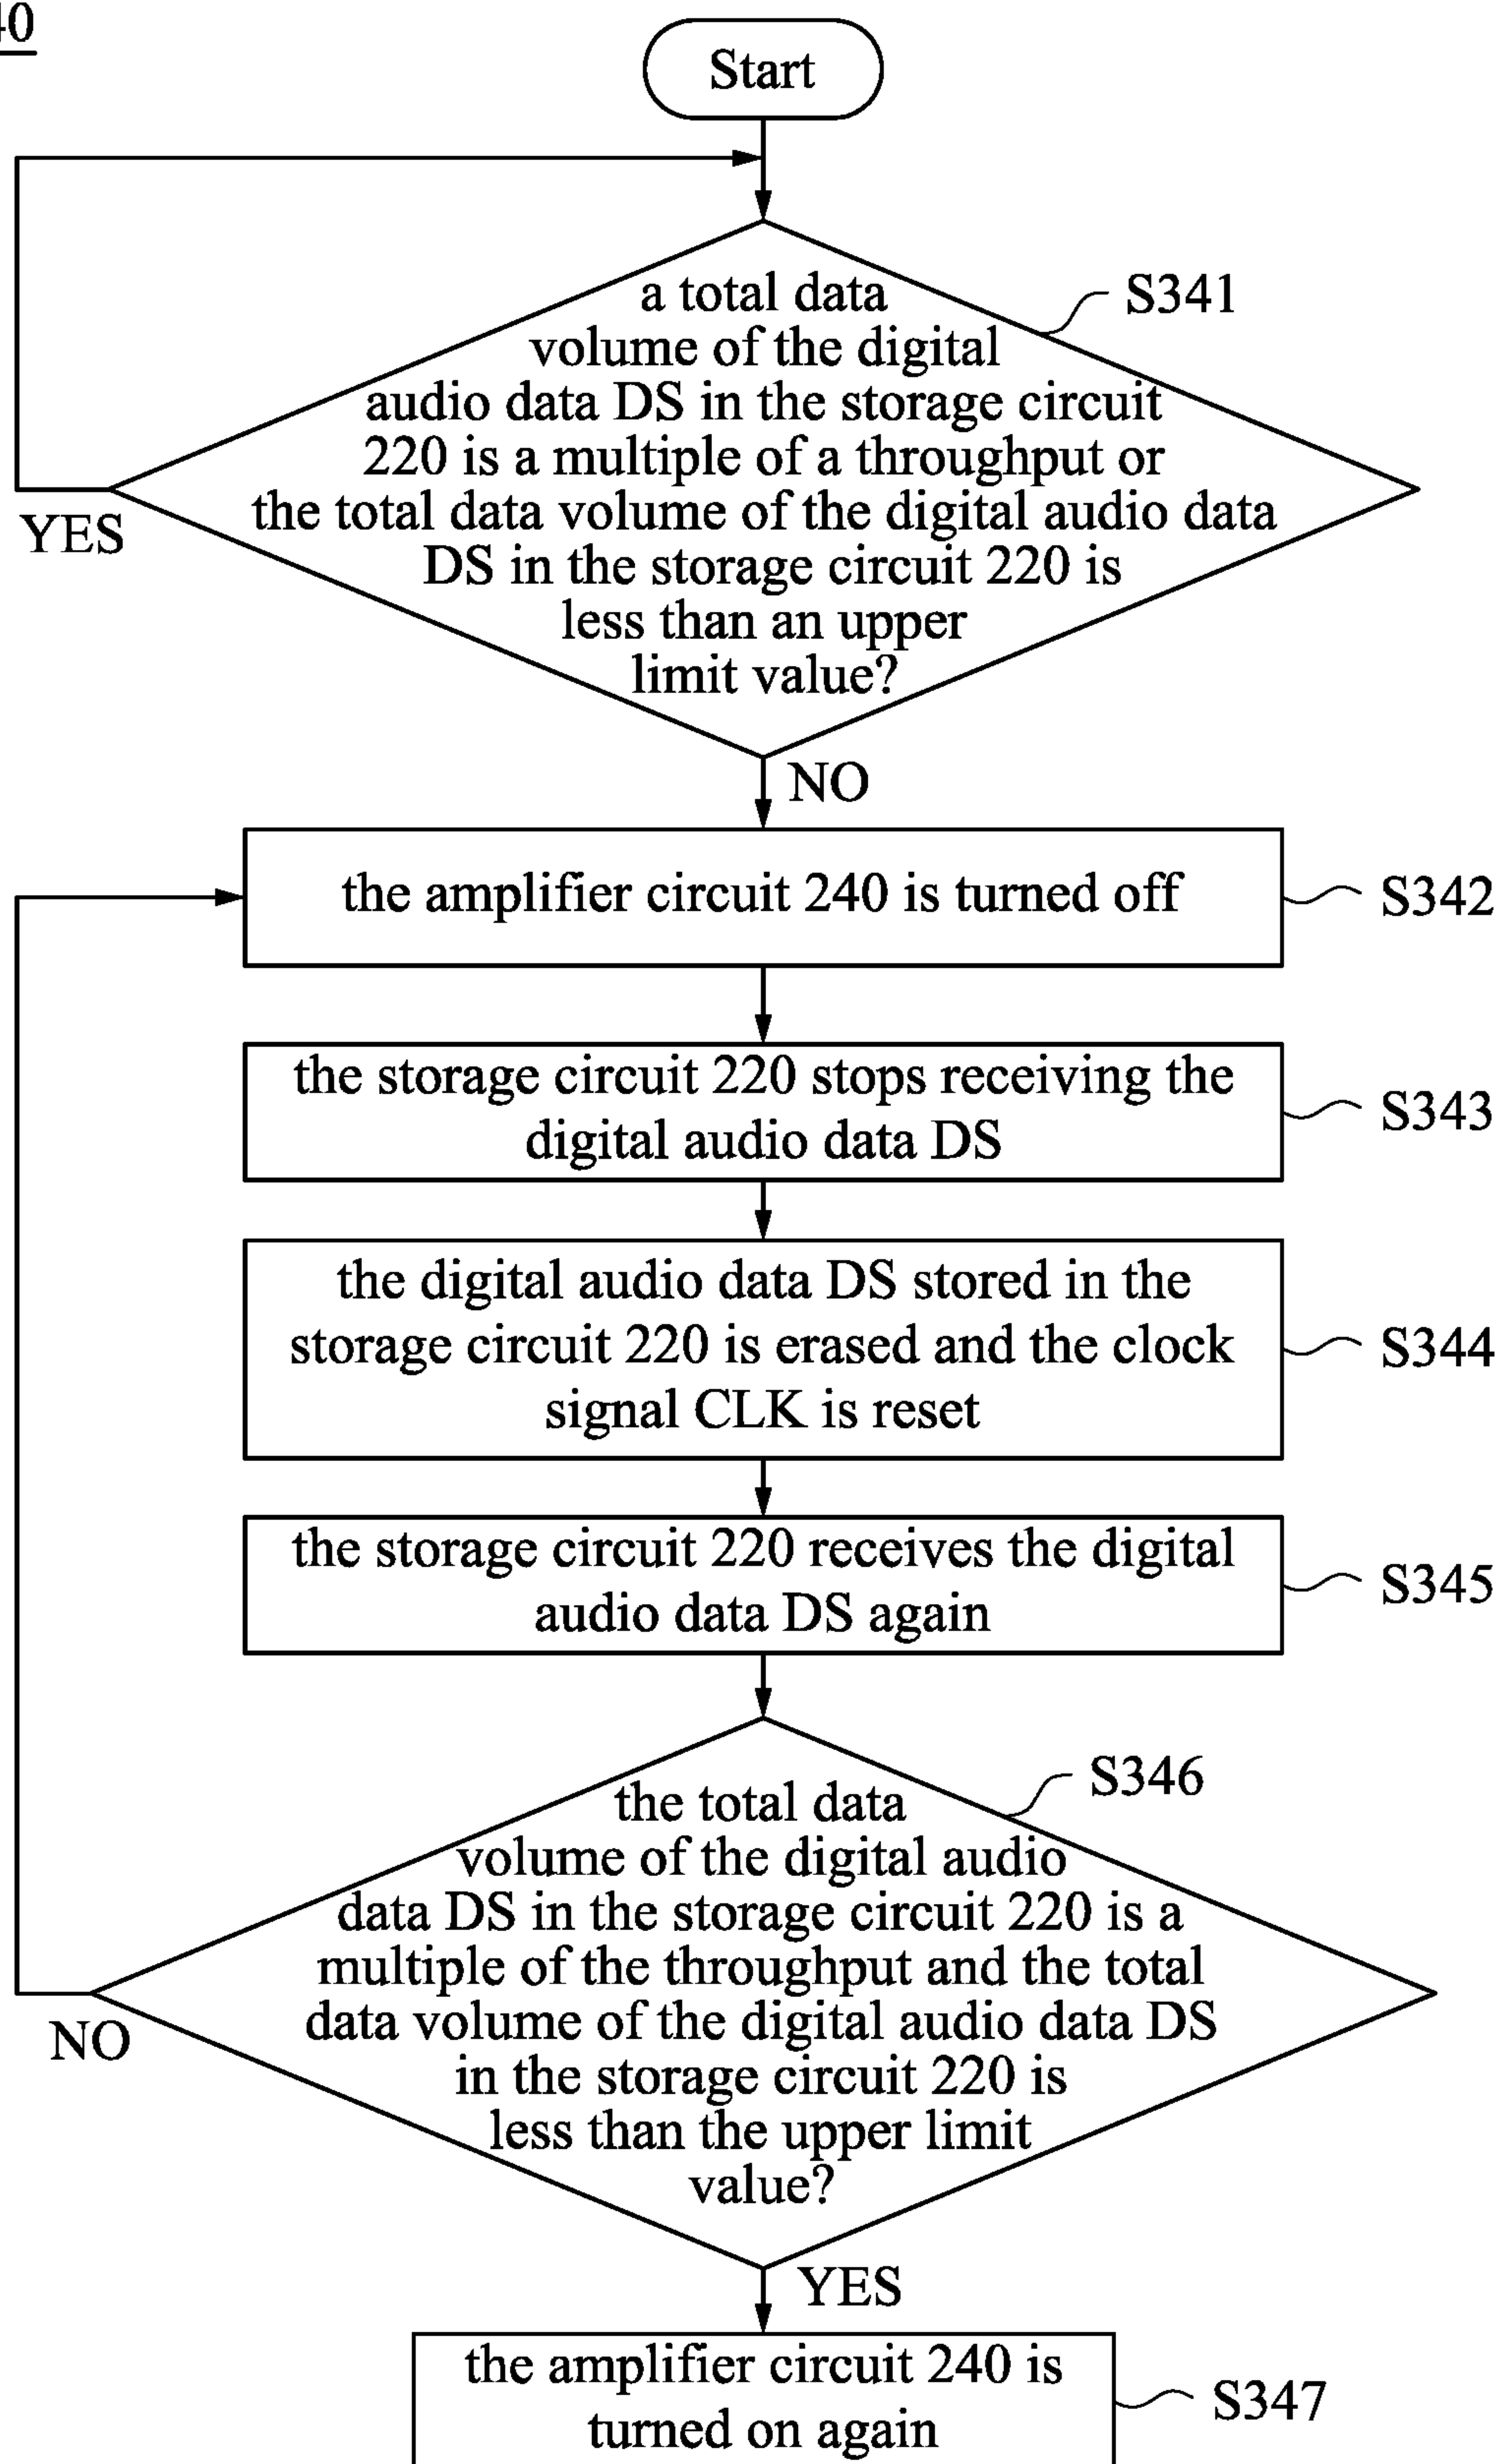 40
Start
a total data
volume of the digital
audio data DS in the storage circuit
220 is a multiple of a throughput or
the total data volume of the digital audio data
DS in the storage circuit 220 is
less than an upper
limit value?
S341
YES
NO
the amplifier circuit 240 is turned off
S342
the storage circuit 220 stops receiving the
digital audio data DS
S343
the digital audio data DS stored in the
storage circuit 220 is erased and the clock
signal CLK is reset
S344
the storage circuit 220 receives the digital
audio data DS again
S345
the total data
volume of the digital audio
data DS in the storage circuit 220 is a
multiple of the throughput and the total
data volume of the digital audio data DS
in the storage circuit 220 is
less than the upper limit
value?
S346
NO
YES
the amplifier circuit 240 is
turned on again
S347